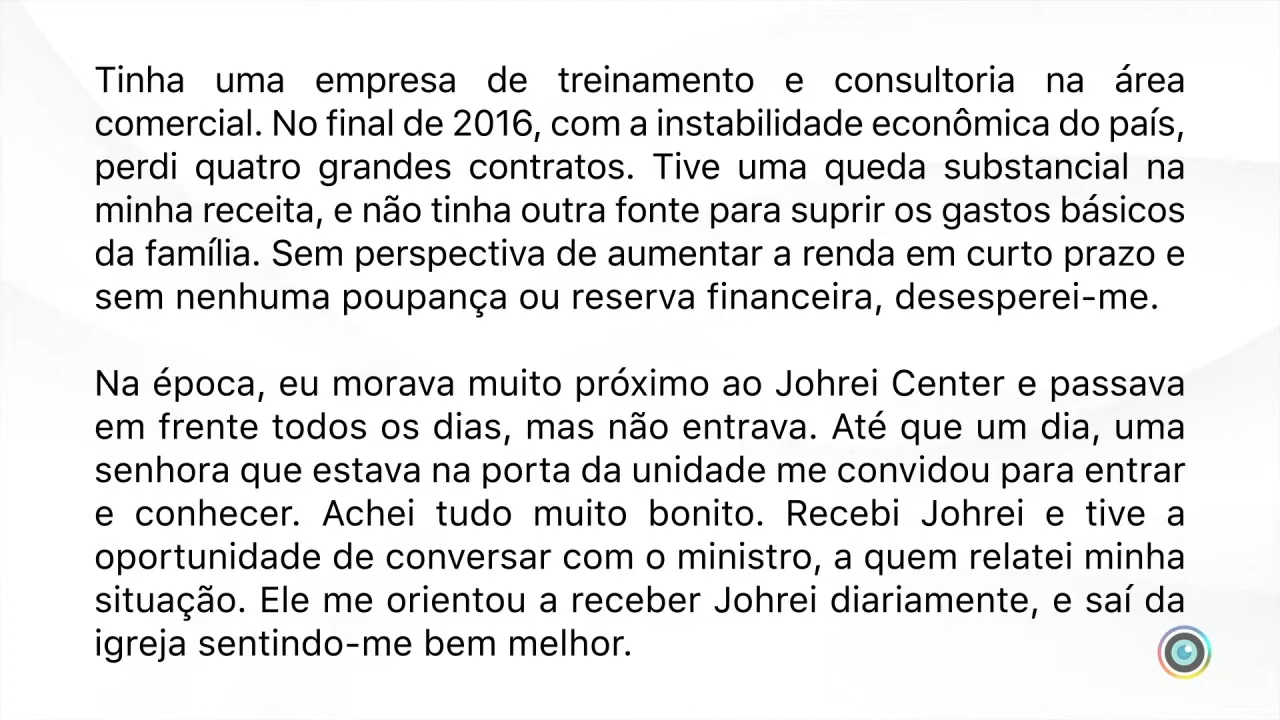 Tinha uma empresa de treinamento e consultoria na área
comercial. No final de 2016, com a instabilidade econômica do país,
perdi quatro grandes contratos. Tive uma queda substancial na
minha receita, e não tinha outra fonte para suprir os gastos básicos
da família. Sem perspectiva de aumentar a renda em curto prazo e
sem nenhuma poupança ou reserva financeira, desesperei-me.
Na época, eu morava muito próximo ao Johrei Center e passava
em frente todos os dias, mas não entrava. Até que um dia, uma
senhora que estava na porta da unidade me convidou para entrar
e conhecer. Achei tudo muito bonito. Recebi Johrei e tive a
oportunidade de conversar com o ministro, a quem relatei minha
situação. Ele me orientou a receber Johrei diariamente, e saí da
igreja sentindo-me bem melhor.